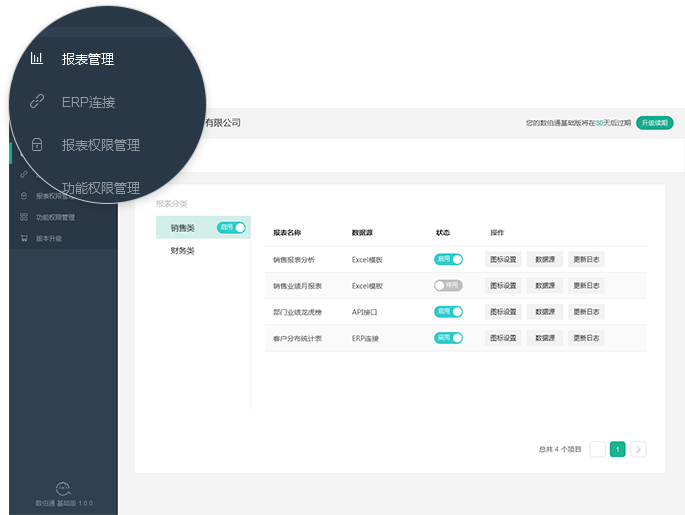 报表管理
ERP连接
报表权限管理
功能权限管理
有限公司
您的数伯通基础版将在30天后过期 升级续期
报表权限管理
功能权限管理
版本升级
报表分类
销售类 启用
财务类
报表名称 数据源 状态 操作
销售报表分析 Excel模板 启用 图标设置 数据源 更新日志
销售业绩月报表 Excel模板 停用 图标设置 数据源 更新日志
部门业绩龙虎榜 API接口 启用 图标设置 数据源 更新日志
客户分布统计表 ERP连接 启用 图标设置 数据源 更新日志
总共 4 个项目 1
数伯通 基础版 1 0 0